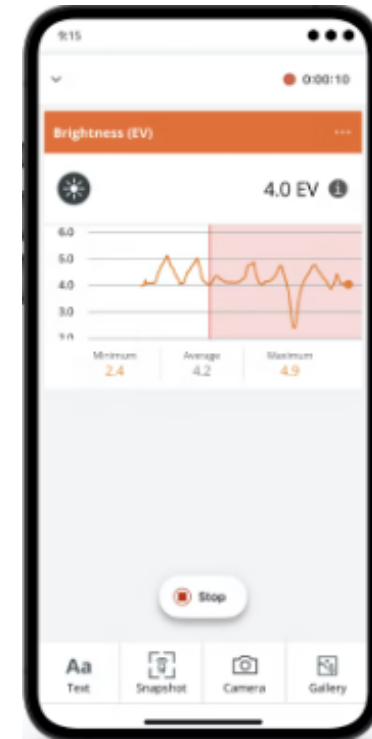 9:15
0:00:10
Brightness (EV)
4.0 EV
6.0
5.0
4.0
3.0
Minimum Average Maximum
2.4 4.2 4.9
Stop
Aa
Text Snapshot Camera Gallery